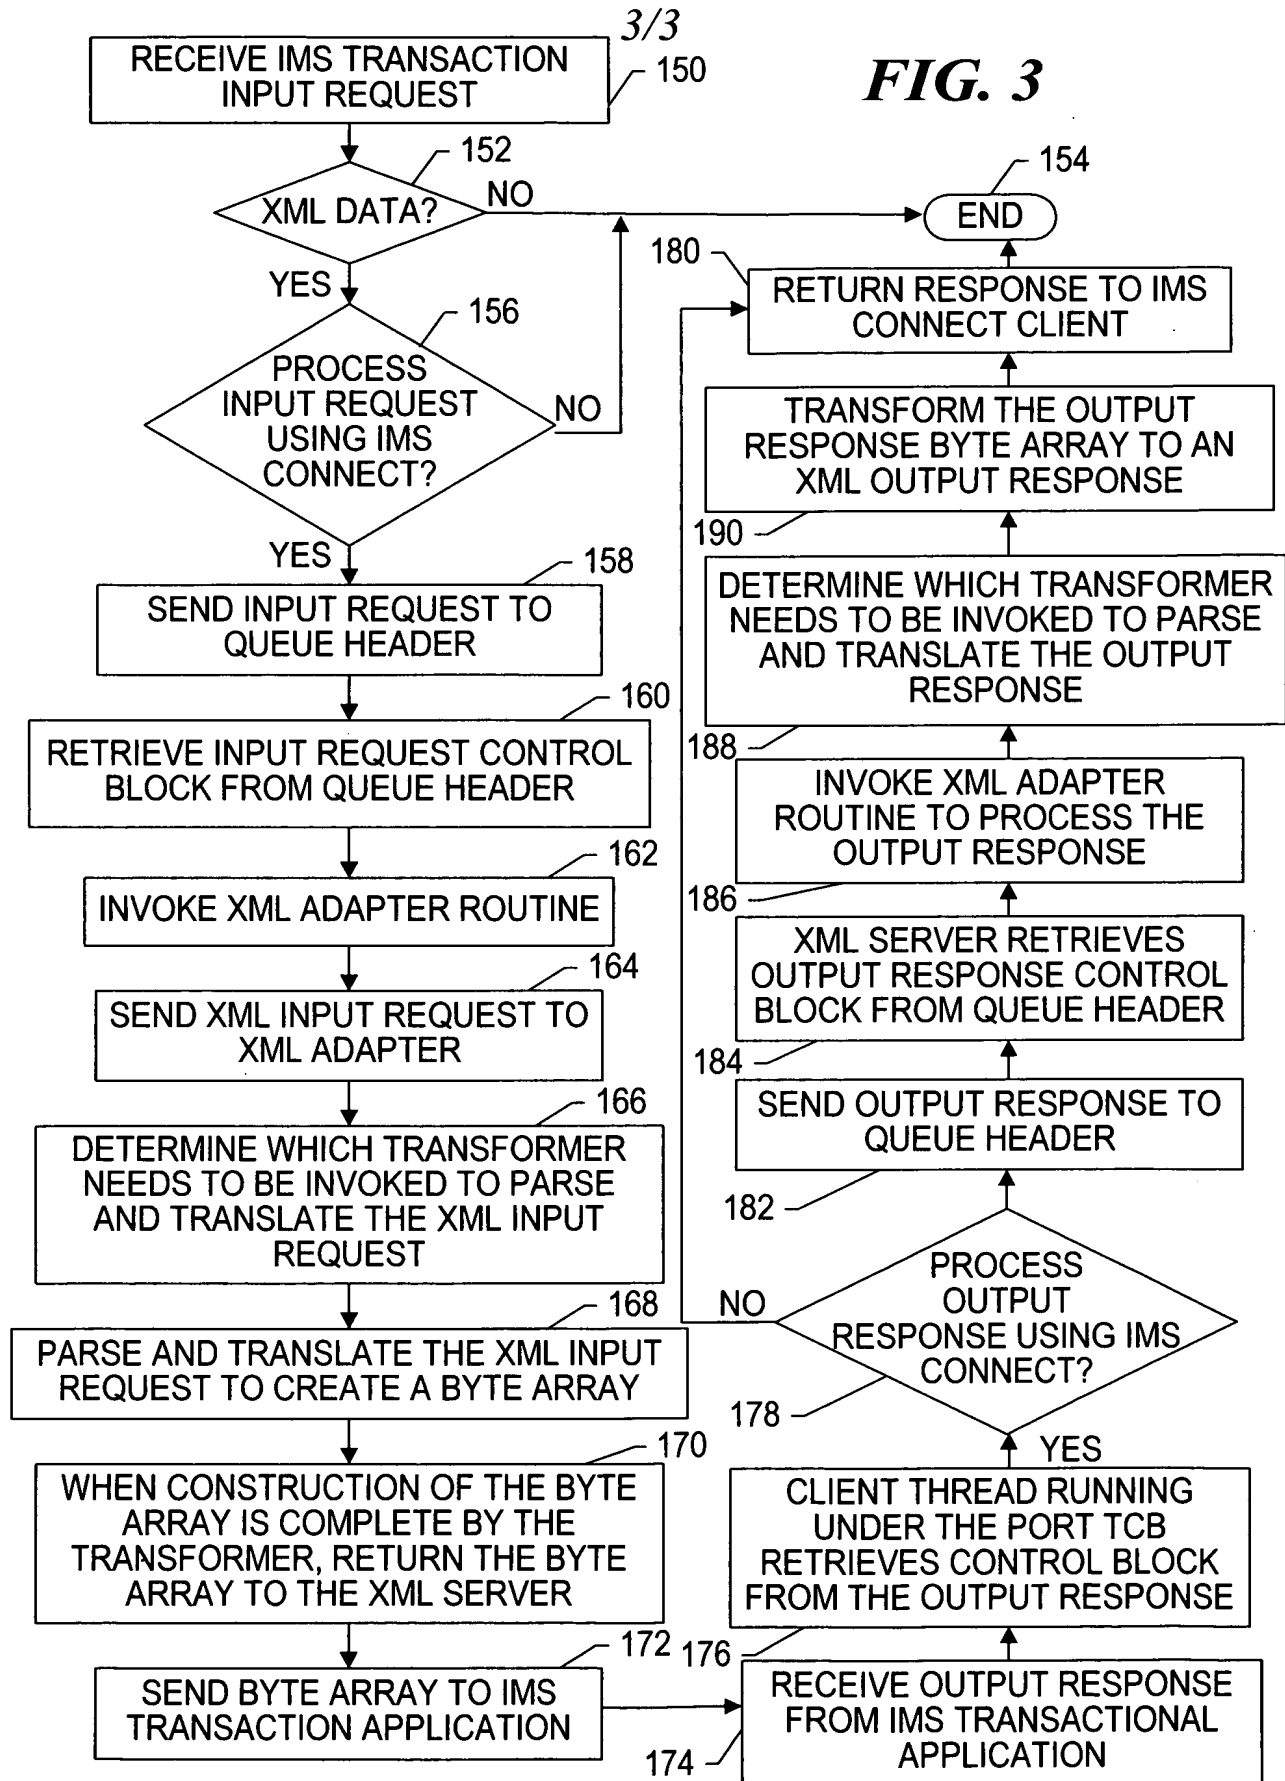 3/3
FIG. 3
RECEIVE IMS TRANSACTION
INPUT REQUEST
150
152
XML DATA?
NO
YES
154
END
156
PROCESS
INPUT REQUEST
USING IMS
CONNECT?
NO
YES
158
SEND INPUT REQUEST TO
QUEUE HEADER
160
RETRIEVE INPUT REQUEST CONTROL
BLOCK FROM QUEUE HEADER
162
INVOKE XML ADAPTER ROUTINE
164
SEND XML INPUT REQUEST TO
XML ADAPTER
166
DETERMINE WHICH TRANSFORMER
NEEDS TO BE INVOKED TO PARSE
AND TRANSLATE THE XML INPUT
REQUEST
168
PARSE AND TRANSLATE THE XML INPUT
REQUEST TO CREATE A BYTE ARRAY
170
WHEN CONSTRUCTION OF THE BYTE
ARRAY IS COMPLETE BY THE
TRANSFORMER, RETURN THE BYTE
ARRAY TO THE XML SERVER
172
SEND BYTE ARRAY TO IMS
TRANSACTION APPLICATION
180
RETURN RESPONSE TO IMS
CONNECT CLIENT
TRANSFORM THE OUTPUT
RESPONSE BYTE ARRAY TO AN
XML OUTPUT RESPONSE
190
DETERMINE WHICH TRANSFORMER
NEEDS TO BE INVOKED TO PARSE
AND TRANSLATE THE OUTPUT
RESPONSE
188
INVOKE XML ADAPTER
ROUTINE TO PROCESS THE
OUTPUT RESPONSE
186
XML SERVER RETRIEVES
OUTPUT RESPONSE CONTROL
BLOCK FROM QUEUE HEADER
184
SEND OUTPUT RESPONSE TO
QUEUE HEADER
182
PROCESS
OUTPUT
RESPONSE USING IMS
CONNECT?
NO
178
YES
CLIENT THREAD RUNNING
UNDER THE PORT TCB
RETRIEVES CONTROL BLOCK
FROM THE OUTPUT RESPONSE
176
RECEIVE OUTPUT RESPONSE
FROM IMS TRANSACTIONAL
APPLICATION
174